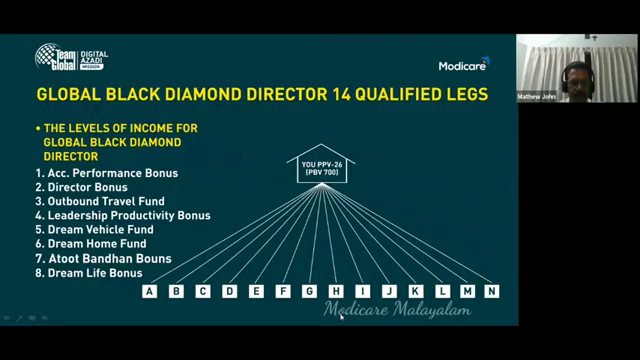 Team Global
DIGITAL
AZADI
MISSION
Modicare
GLOBAL BLACK DIAMOND DIRECTOR 14 QUALIFIED LEGS
• THE LEVELS OF INCOME FOR
GLOBAL BLACK DIAMOND
DIRECTOR
1. Acc. Performance Bonus
2. Director Bonus
3. Outbound Travel Fund
4. Leadership Productivity Bonus
5. Dream Vehicle Fund
6. Dream Home Fund
7. Atoot Bandhan Bouns
8. Dream Life Bonus
YOU PPV-26
(PBV 700)
A B C D E F G H I J K L M N
Modicare Malayalam
Matthew John